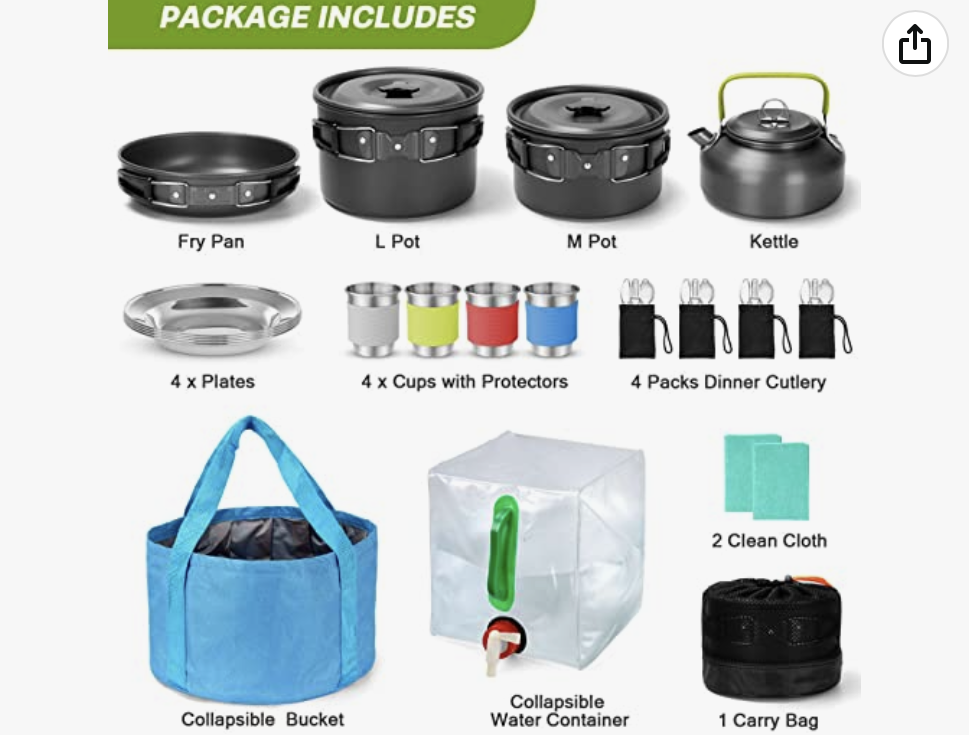 PACKAGE INCLUDES
Fry Pan
L Pot
M Pot
Kettle
4 x Plates
4 x Cups with Protectors
4 Packs Dinner Cutlery
2 Clean Cloth
Collapsible Bucket
Collapsible
Water Container
1 Carry Bag